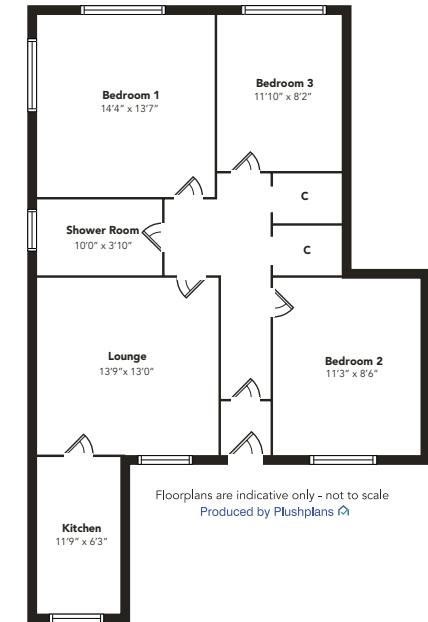 Bedroom 1
14'4" x 13'7"
Bedroom 3
11'10" x 8'2"
C
Shower Room
10'0" x 3'10"
C
Lounge
13'9"x 13'0"
Bedroom 2
11'3" x 8'6"
Floorplans are indicative only - not to scale
Produced by Plushplans
Kitchen
11'9" x 6'3"